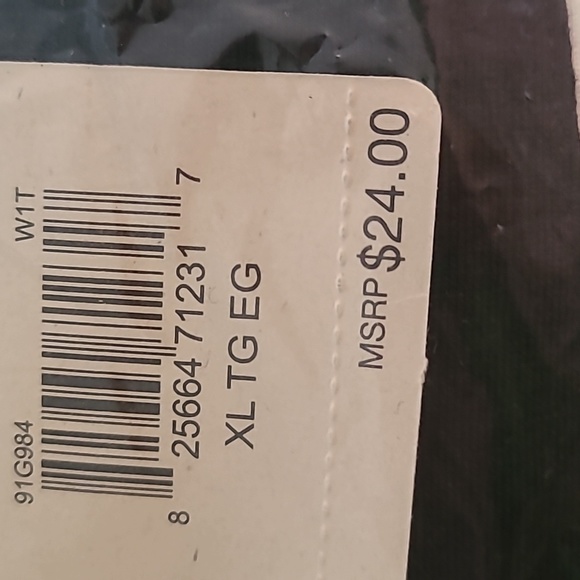 91G984 W1T
8 25664 71231 7
XL TG EG
MSRP $24.00